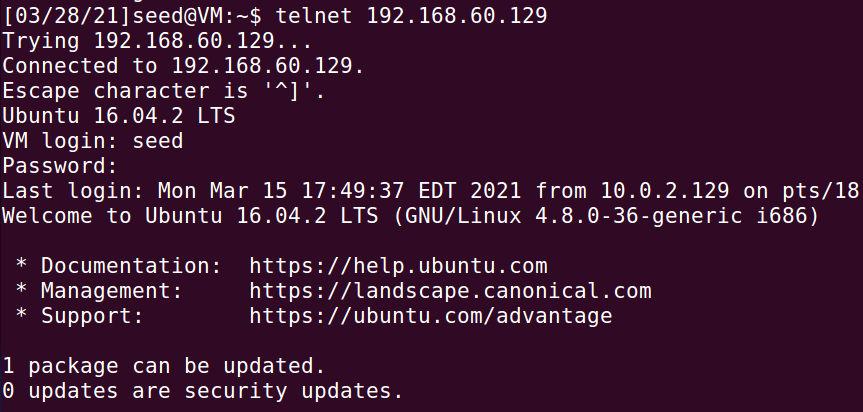 [03/28/21]seed@VM:~$ telnet 192.168.60.129
Trying 192.168.60.129...
Connected to 192.168.60.129.
Escape character is '^]'.
Ubuntu 16.04.2 LTS
VM login: seed
Password:
Last login: Mon Mar 15 17:49:37 EDT 2021 from 10.0.2.129 on pts/18
Welcome to Ubuntu 16.04.2 LTS (GNU/Linux 4.8.0-36-generic i686)

 * Documentation:  https://help.ubuntu.com
 * Management:     https://landscape.canonical.com
 * Support:        https://ubuntu.com/advantage

1 package can be updated.
0 updates are security updates.